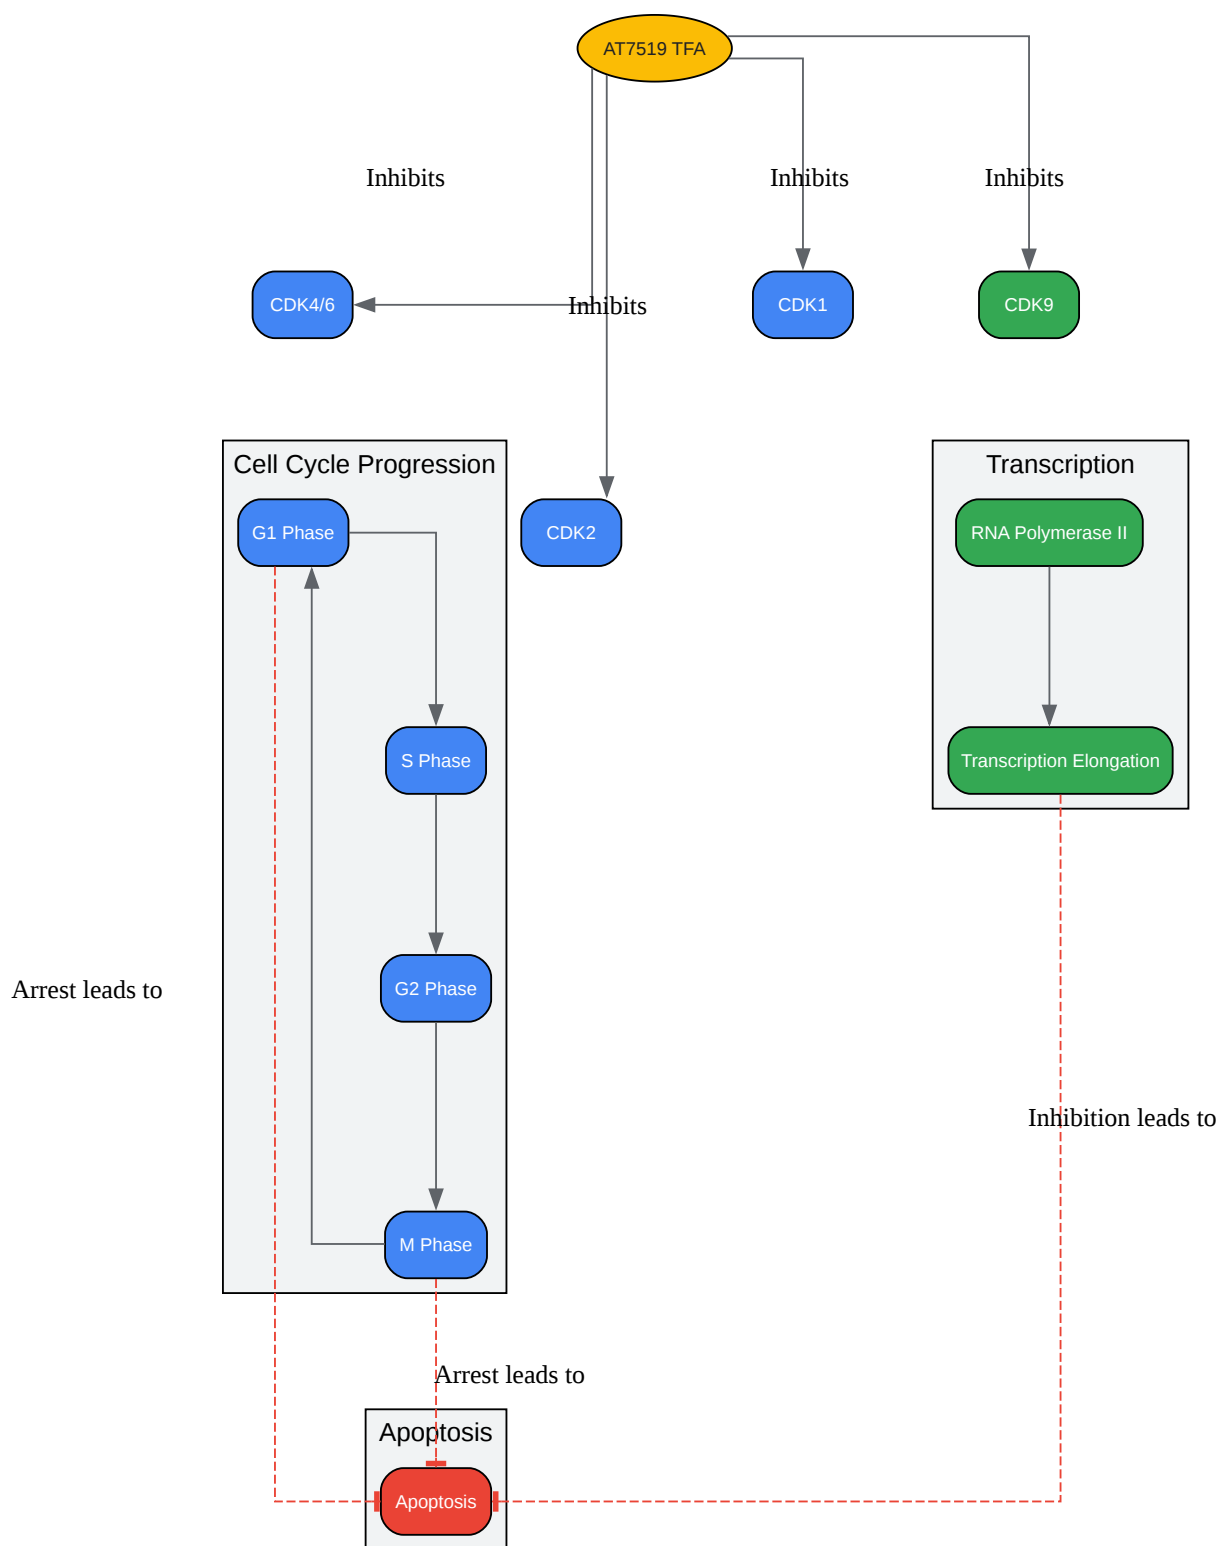 AT7519 TFA
Inhibits
Inhibits
Inhibits
CDK4/6
Inhibits
CDK1
CDK9
Cell Cycle Progression
Transcription
G1 Phase
CDK2
RNA Polymerase II
S Phase
Transcription Elongation
G2 Phase
Arrest leads to
Inhibition leads to
M Phase
Arrest leads to
Apoptosis
Apoptosis